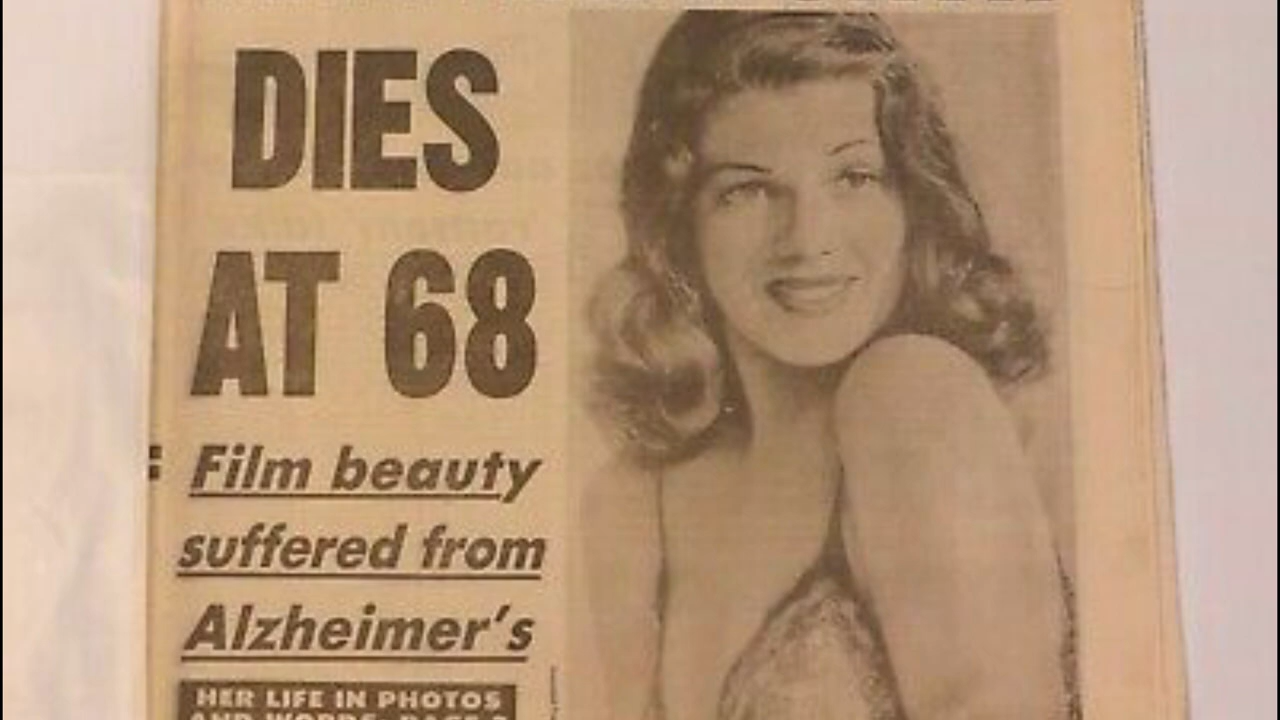 DIES
AT 68
Film beauty
suffered from
Alzheimer's
HER LIFE IN PHOTOS
AND WORDS: PAGE